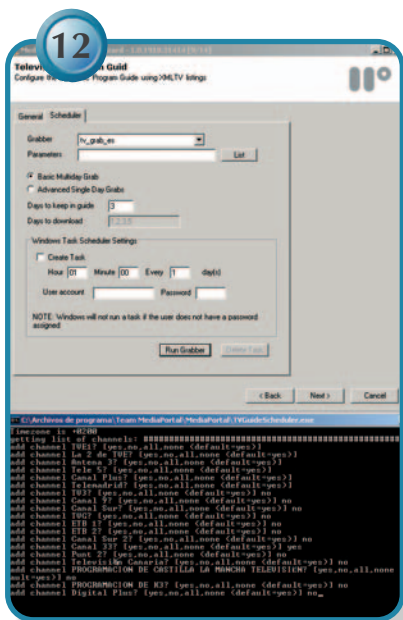 12
Configure the Program Guide using XMLTV listings
General Scheduler
Grabber tv_grab_es
Parameters List
Basic Multiday Grab
Advanced Single Day Grabs
Days to keep in guide 3
Days to download 1,2,3,5
Windows Task Scheduler Settings
Create Task
Hour 01 Minute 00 Every 1 day(s)
User account Password
NOTE: Windows will not run a task if the user does not have a password
assigned
Run Grabber Delete Task
< Back Next > Cancel
C:\Archivos de programa\Team MediaPortal\MediaPortal\TVGuideScheduler.exe
Timezone is +0200
getting list of channels: ####################################
add channel TVE1? [yes,no,all,none (default=yes)]
add channel La 2 de TVE? [yes,no,all,none (default=yes)]
add channel Antena 3? [yes,no,all,none (default=yes)]
add channel Tele 5? [yes,no,all,none (default=yes)]
add channel Canal Plus? [yes,no,all,none (default=yes)]
add channel Telemadrid? [yes,no,all,none (default=yes)]
add channel TV3? [yes,no,all,none (default=yes)] no
add channel Canal 9? [yes,no,all,none (default=yes)] no
add channel Canal Sur? [yes,no,all,none (default=yes)] no
add channel TVG? [yes,no,all,none (default=yes)] no
add channel ETB 1? [yes,no,all,none (default=yes)] no
add channel ETB 2? [yes,no,all,none (default=yes)] no
add channel Canal Sur 2? [yes,no,all,none (default=yes)] no
add channel Canal 33? [yes,no,all,none (default=yes)] yes
add channel Punt 2? [yes,no,all,none (default=yes)] no
add channel Canaria? [yes,no,all,none (default=yes)] no
add channel PROGRAMACION DE CASTILLA LA MANCHA TELEVISION? [yes,no,all,none (def
ault=yes)] no
add channel PROGRAMACION DE K3? [yes,no,all,none (default=yes)] no
add channel Digital Plus? [yes,no,all,none (default=yes)] no_